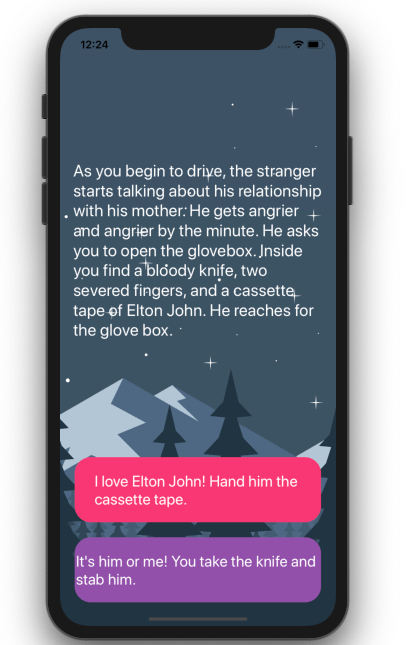 12:24
As you begin to drive, the stranger
starts talking about his relationship
with his mother. He gets angrier
and angrier by the minute. He asks
you to open the glovebox. Inside
you find a bloody knife, two
severed fingers, and a cassette
tape of Elton John. He reaches for
the glove box.
I love Elton John! Hand him the
cassette tape.
It's him or me! You take the knife and
stab him.